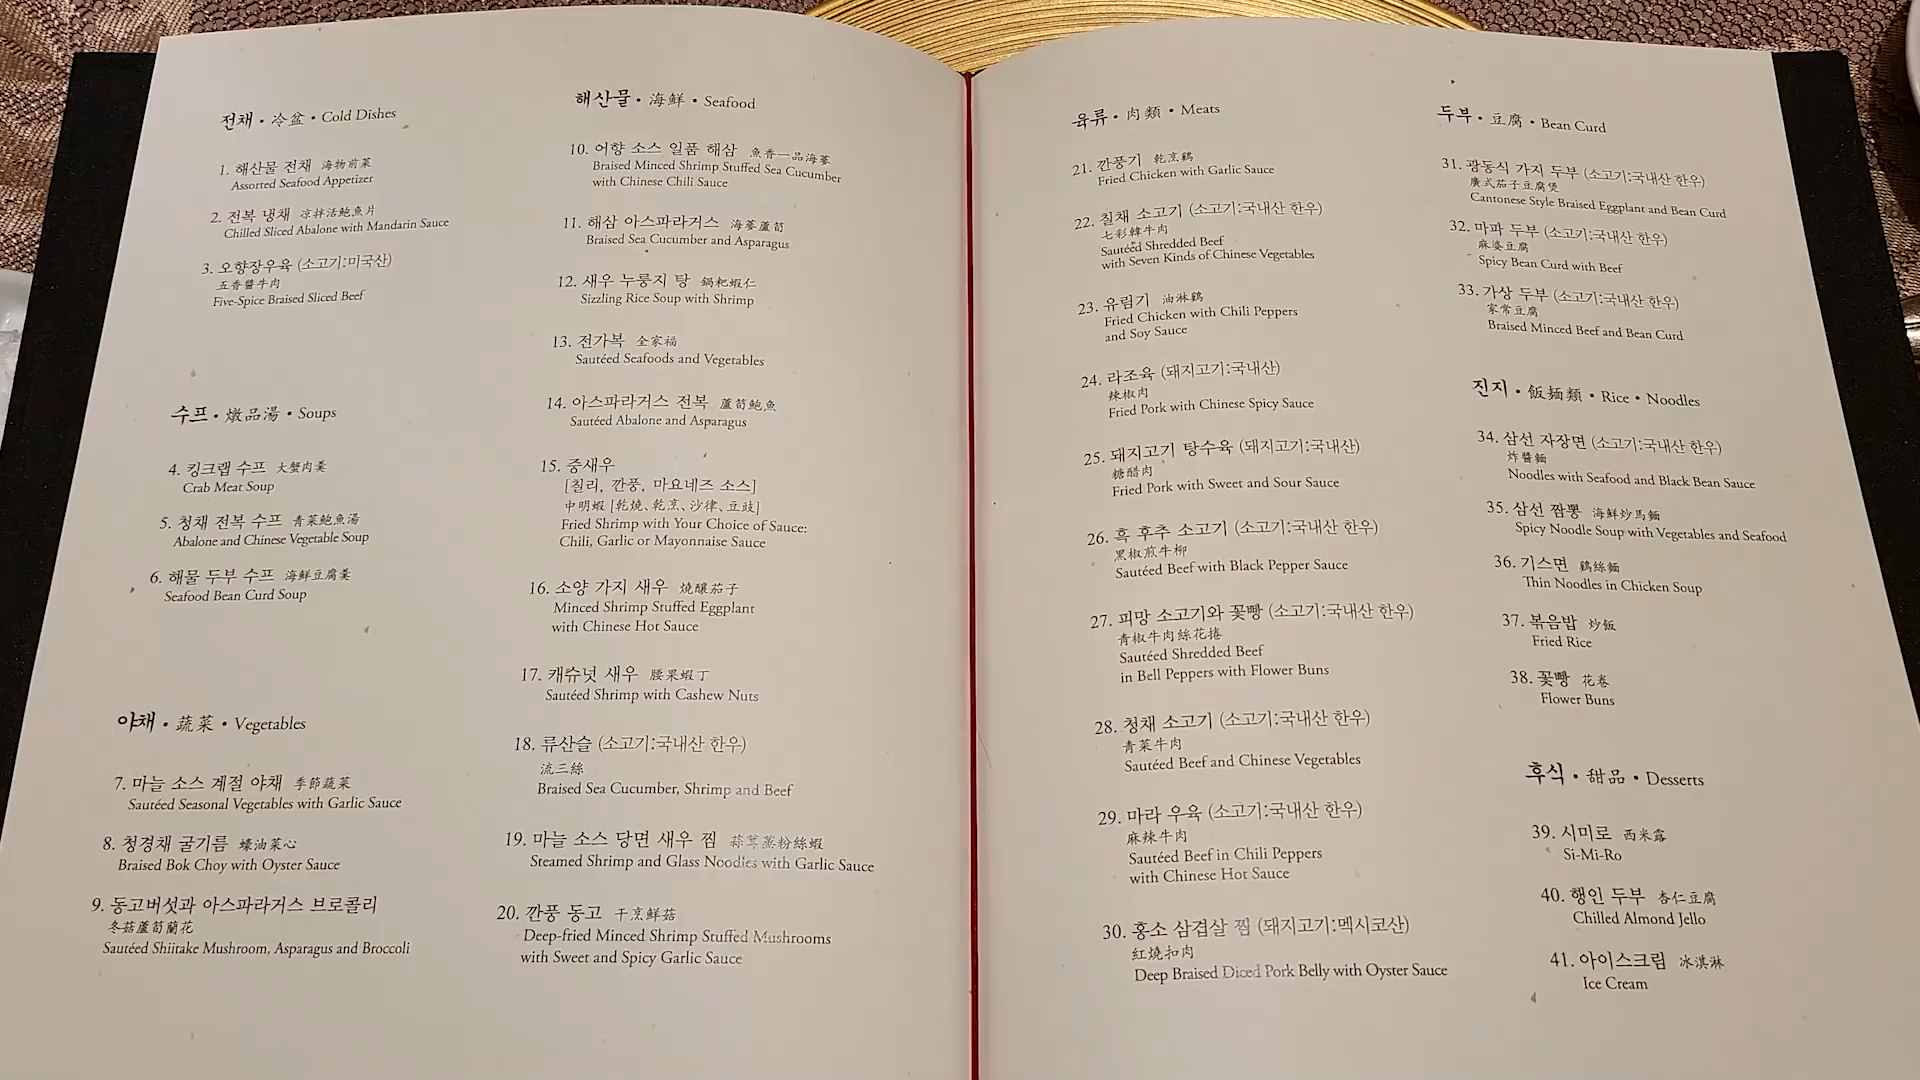 전채 • 冷盆 • Cold Dishes
1. 해산물 전채 海物前菜
Assorted Seafood Appetizer
2. 전복 냉채 凉拌活鮑魚片
Chilled Sliced Abalone with Mandarin Sauce
3. 오향장우육 (소고기:미국산)
五香醬牛肉
Five-Spice Braised Sliced Beef
수프 • 燉品湯 • Soups
4. 킹크랩 수프 大蟹肉羹
Crab Meat Soup
5. 청채 전복 수프 青菜鮑魚湯
Abalone and Chinese Vegetable Soup
6. 해물 두부 수프 海鮮豆腐羹
Seafood Bean Curd Soup
야채 • 蔬菜 • Vegetables
7. 마늘 소스 계절 야채 季節蔬菜
Sautéed Seasonal Vegetables with Garlic Sauce
8. 청경채 굴기름 蠔油菜心
Braised Bok Choy with Oyster Sauce
9. 동고버섯과 아스파라거스 브로콜리
冬菇蘆筍蘭花
Sautéed Shiitake Mushroom, Asparagus and Broccoli
해산물 • 海鮮 • Seafood
10. 어향 소스 일품 해삼 魚香一品海蔘
Braised Minced Shrimp Stuffed Sea Cucumber
with Chinese Chili Sauce
11. 해삼 아스파라거스 海蔘蘆筍
Braised Sea Cucumber and Asparagus
12. 새우 누룽지 탕 鍋粑蝦仁
Sizzling Rice Soup with Shrimp
13. 전가복 全家福
Sautéed Seafoods and Vegetables
14. 아스파라거스 전복 蘆筍鮑魚
Sautéed Abalone and Asparagus
15. 중새우
[칠리, 깐풍, 마요네즈 소스]
中明蝦 [乾燒、乾烹、沙律、豆豉]
Fried Shrimp with Your Choice of Sauce:
Chili, Garlic or Mayonnaise Sauce
16. 소양 가지 새우 燒釀茄子
Minced Shrimp Stuffed Eggplant
with Chinese Hot Sauce
17. 캐슈넛 새우 腰果蝦丁
Sautéed Shrimp with Cashew Nuts
18. 류산슬 (소고기:국내산 한우)
流三絲
Braised Sea Cucumber, Shrimp and Beef
19. 마늘 소스 당면 새우 찜 蒜茸蒸粉絲蝦
Steamed Shrimp and Glass Noodles with Garlic Sauce
20. 깐풍 동고 干烹鮮菇
Deep-fried Minced Shrimp Stuffed Mushrooms
with Sweet and Spicy Garlic Sauce
육류 • 肉類 • Meats
21. 깐풍기 乾烹鷄
Fried Chicken with Garlic Sauce
22. 칠채 소고기 (소고기:국내산 한우)
七彩韓牛肉
Sautéed Shredded Beef
with Seven Kinds of Chinese Vegetables
23. 유림기 油淋鷄
Fried Chicken with Chili Peppers
and Soy Sauce
24. 라조육 (돼지고기:국내산)
辣椒肉
Fried Pork with Chinese Spicy Sauce
25. 돼지고기 탕수육 (돼지고기:국내산)
糖醋肉
Fried Pork with Sweet and Sour Sauce
26. 흑 후추 소고기 (소고기:국내산 한우)
黑椒煎牛柳
Sautéed Beef with Black Pepper Sauce
27. 피망 소고기와 꽃빵 (소고기:국내산 한우)
青椒牛肉絲花捲
Sautéed Shredded Beef
in Bell Peppers with Flower Buns
28. 청채 소고기 (소고기:국내산 한우)
青菜牛肉
Sautéed Beef and Chinese Vegetables
29. 마라 우육 (소고기:국내산 한우)
麻辣牛肉
Sautéed Beef in Chili Peppers
with Chinese Hot Sauce
30. 홍소 삼겹살 찜 (돼지고기:멕시코산)
紅燒扣肉
Deep Braised Diced Pork Belly with Oyster Sauce
두부 • 豆腐 • Bean Curd
31. 광동식 가지 두부 (소고기:국내산 한우)
廣式茄子豆腐煲
Cantonese Style Braised Eggplant and Bean Curd
32. 마파 두부 (소고기:국내산 한우)
麻婆豆腐
Spicy Bean Curd with Beef
33. 가상 두부 (소고기:국내산 한우)
家常豆腐
Braised Minced Beef and Bean Curd
진지 • 飯麵類 • Rice • Noodles
34. 삼선 자장면 (소고기:국내산 한우)
炸醬麵
Noodles with Seafood and Black Bean Sauce
35. 삼선 짬뽕 海鮮炒馬麵
Spicy Noodle Soup with Vegetables and Seafood
36. 기스면 鷄絲麵
Thin Noodles in Chicken Soup
37. 볶음밥 炒飯
Fried Rice
38. 꽃빵 花卷
Flower Buns
후식 • 甜品 • Desserts
39. 시미로 西米露
Si-Mi-Ro
40. 행인 두부 杏仁豆腐
Chilled Almond Jello
41. 아이스크림 冰淇淋
Ice Cream